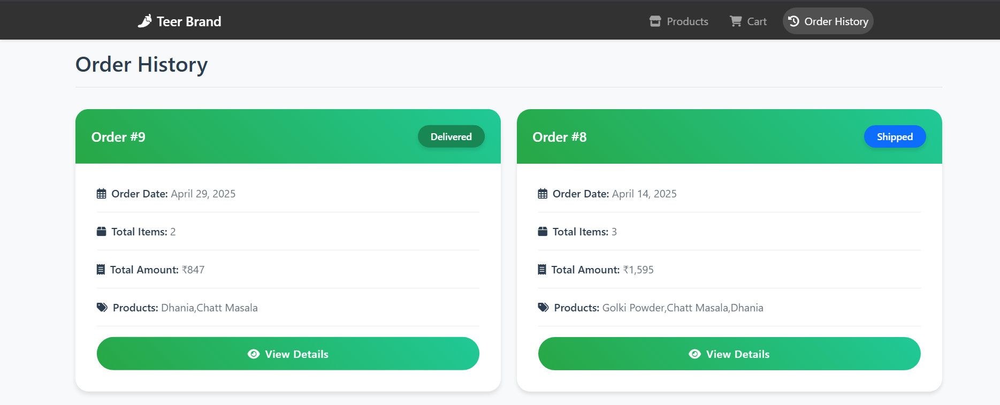 Teer Brand
Products
Cart
Order History
Order History
Order #9
Delivered
Order Date: April 29, 2025
Total Items: 2
Total Amount: ₹847
Products: Dhania,Chatt Masala
View Details
Order #8
Shipped
Order Date: April 14, 2025
Total Items: 3
Total Amount: ₹1,595
Products: Golki Powder,Chatt Masala,Dhania
View Details